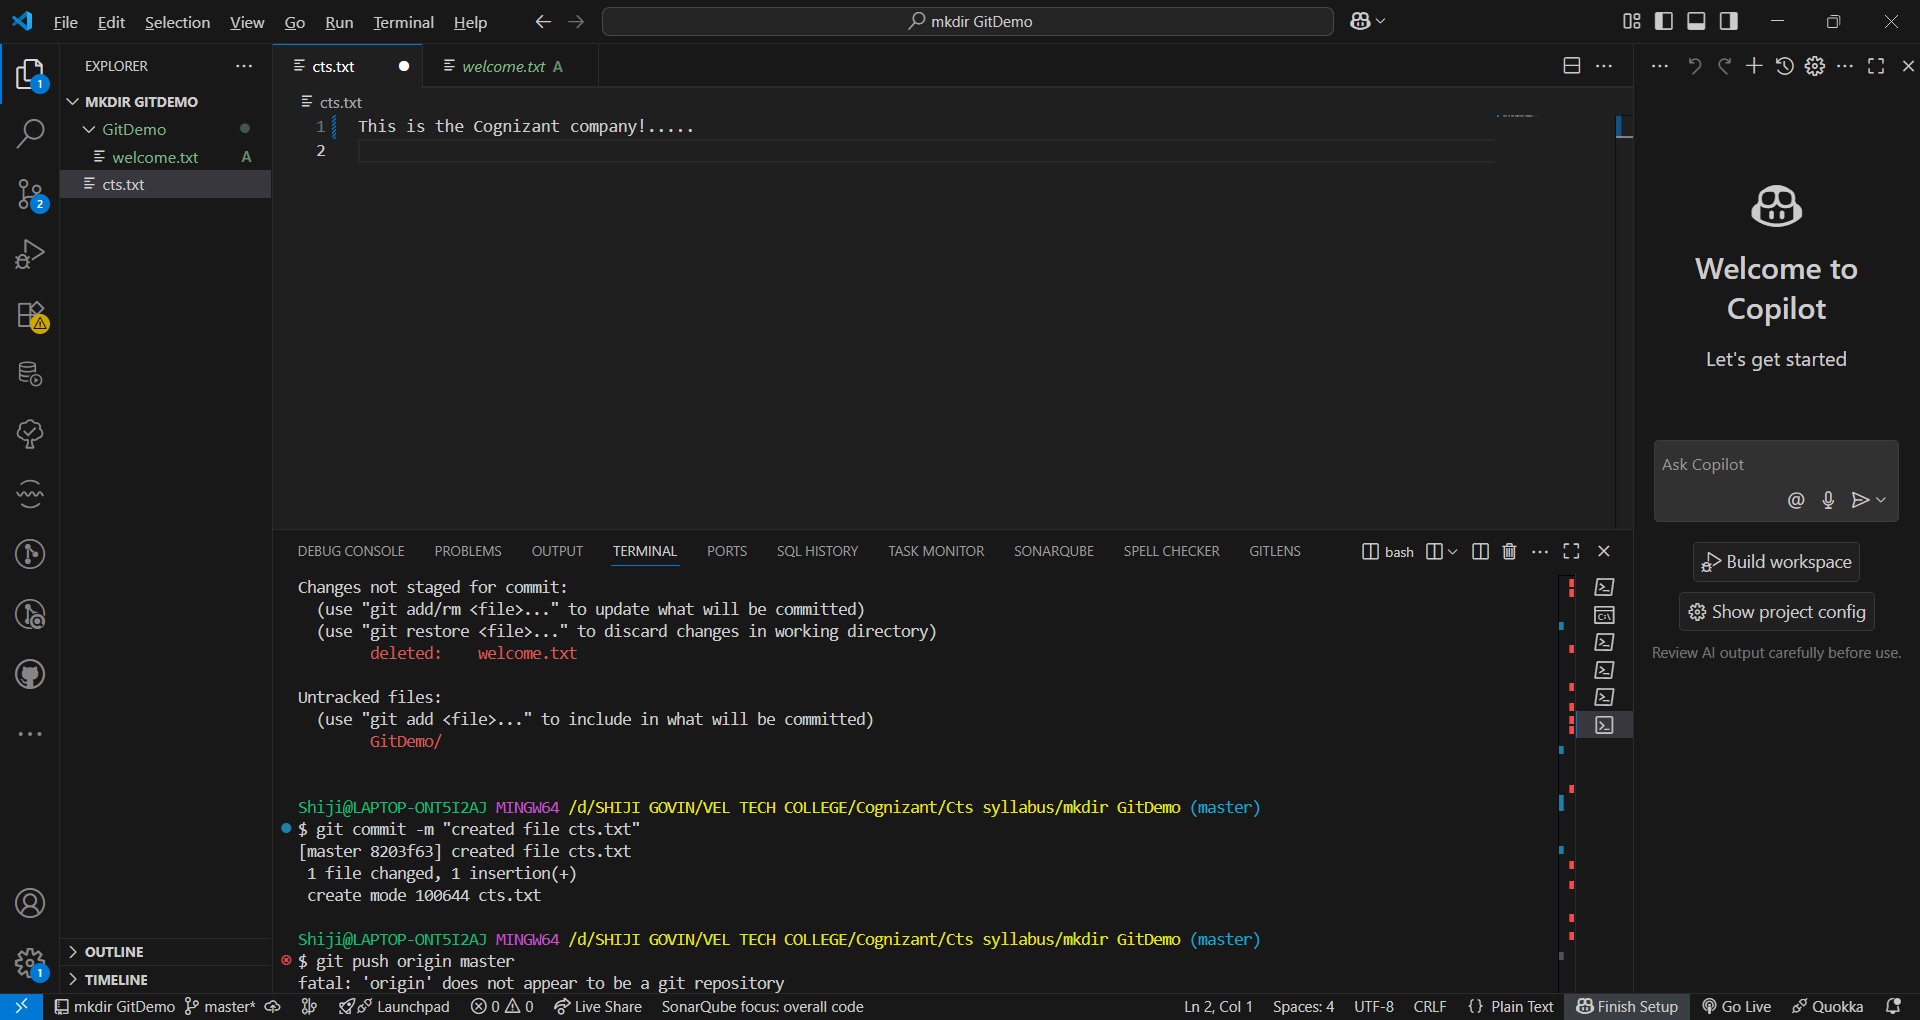 File Edit Selection View Go Run Terminal Help
mkdir GitDemo
EXPLORER
MKDIR GITDEMO
GitDemo
welcome.txt A
cts.txt
OUTLINE
TIMELINE
1
2
1
cts.txt
welcome.txt A
cts.txt
1 This is the Cognizant company!.....
2
DEBUG CONSOLE PROBLEMS OUTPUT TERMINAL PORTS SQL HISTORY TASK MONITOR SONARQUBE SPELL CHECKER GITLENS
bash
Changes not staged for commit:
(use "git add/rm <file>..." to update what will be committed)
(use "git restore <file>..." to discard changes in working directory)
deleted: welcome.txt
Untracked files:
(use "git add <file>..." to include in what will be committed)
GitDemo/
Shiji@LAPTOP-ONT5I2AJ MINGW64 /d/SHIJI GOVIN/VEL TECH COLLEGE/Cognizant/Cts syllabus/mkdir GitDemo (master)
$ git commit -m "created file cts.txt"
[master 8203f63] created file cts.txt
1 file changed, 1 insertion(+)
create mode 100644 cts.txt
Shiji@LAPTOP-ONT5I2AJ MINGW64 /d/SHIJI GOVIN/VEL TECH COLLEGE/Cognizant/Cts syllabus/mkdir GitDemo (master)
$ git push origin master
fatal: 'origin' does not appear to be a git repository
Welcome to
Copilot
Let's get started
Ask Copilot
Build workspace
Show project config
Review AI output carefully before use.
mkdir GitDemo master* Launchpad 0 0 Live Share SonarQube focus: overall code Ln 2, Col 1 Spaces: 4 UTF-8 CRLF {} Plain Text Finish Setup Go Live Quokka